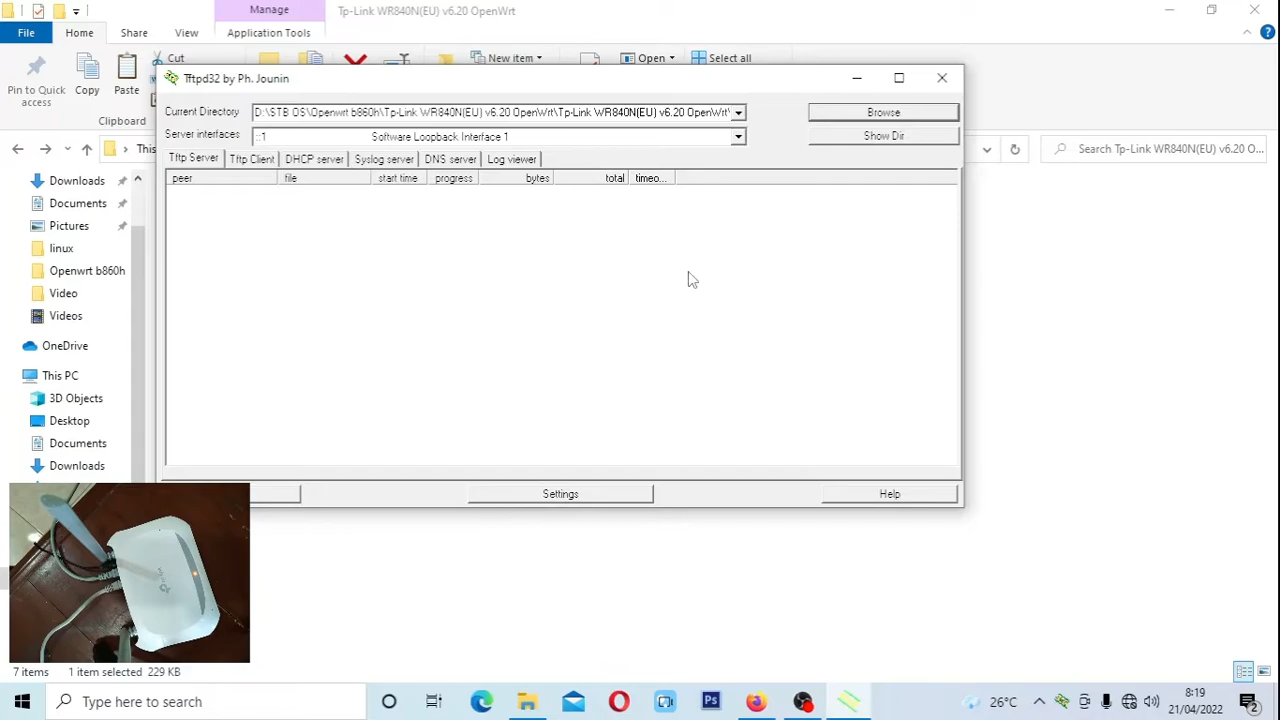 Manage
Tp-Link WR840N(EU) v6.20 OpenWrt
File
Home
Share
View
Application Tools
Cut
New item
Open
Select all
Pin to Quick access
Copy
Paste
Clipboard
Tftpd32 by Ph. Jounin
Current Directory
D:\STB OS\Openwrt b860h\Tp-Link WR840N(EU) v6.20 OpenWrt\Tp-Link WR840N(EU) v6.20 OpenWrt\
Browse
Server interfaces
::1 Software Loopback Interface 1
Show Dir
This
Search Tp-Link WR840N(EU) v6.20 O...
Tftp Server
Tftp Client
DHCP server
Syslog server
DNS server
Log viewer
peer
file
start time
progress
bytes
total
timeo...
Downloads
Documents
Pictures
linux
Openwrt b860h
Video
Videos
OneDrive
This PC
3D Objects
Desktop
Documents
Downloads
Settings
Help
7 items
1 item selected 229 KB
Type here to search
Ps
26°C
8:19
21/04/2022
2